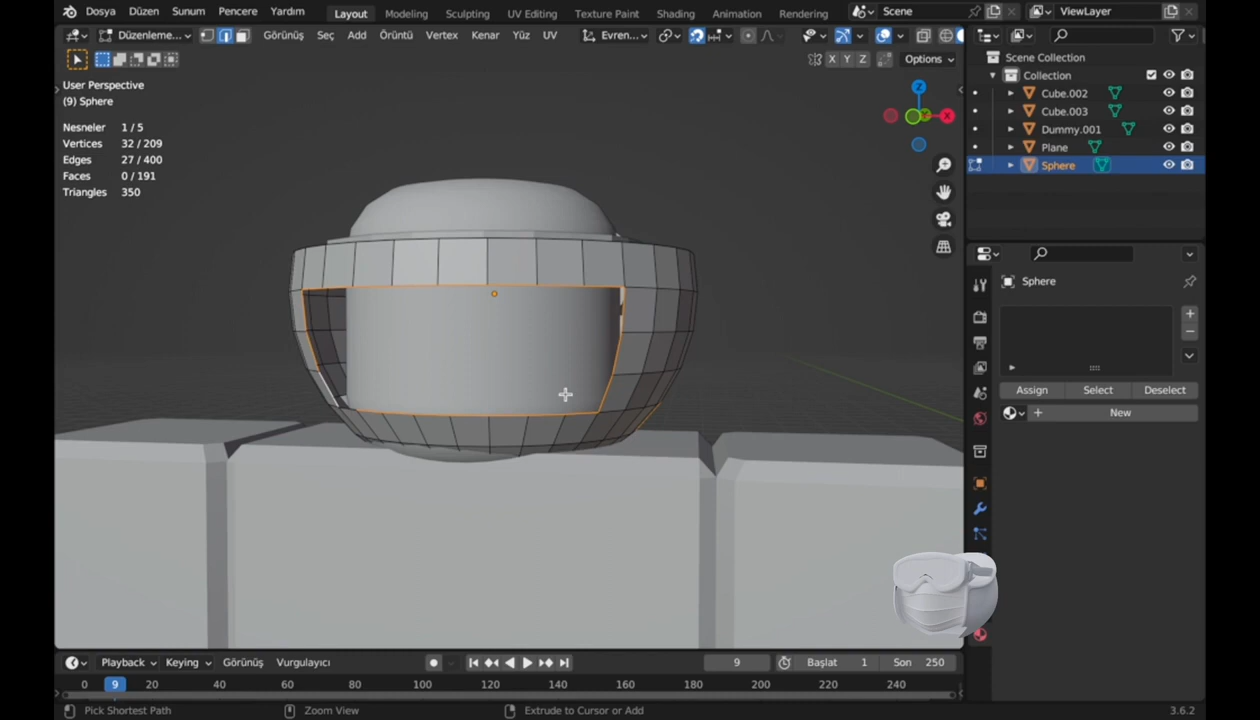 Dosya Düzen Sunum Pencere Yardım Layout Modeling Sculpting UV Editing Texture Paint Shading Animation Rendering Scene ViewLayer
Düzenleme... Görünüş Seç Add Örüntü Vertex Kenar Yüz UV Evren...
X Y Z Options
User Perspective
(9) Sphere
Nesneler 1 / 5
Vertices 32 / 209
Edges 27 / 400
Faces 0 / 191
Triangles 350
Z
Y
X
Scene Collection
Collection
Cube.002
Cube.003
Dummy.001
Plane
Sphere
Sphere
Assign Select Deselect
New
Playback Keying Görünüş Vurgulayıcı 9 Başlat 1 Son 250
0 9 20 40 60 80 100 120 140 160 180 200 220 240
Pick Shortest Path Zoom View Extrude to Cursor or Add 3.6.2